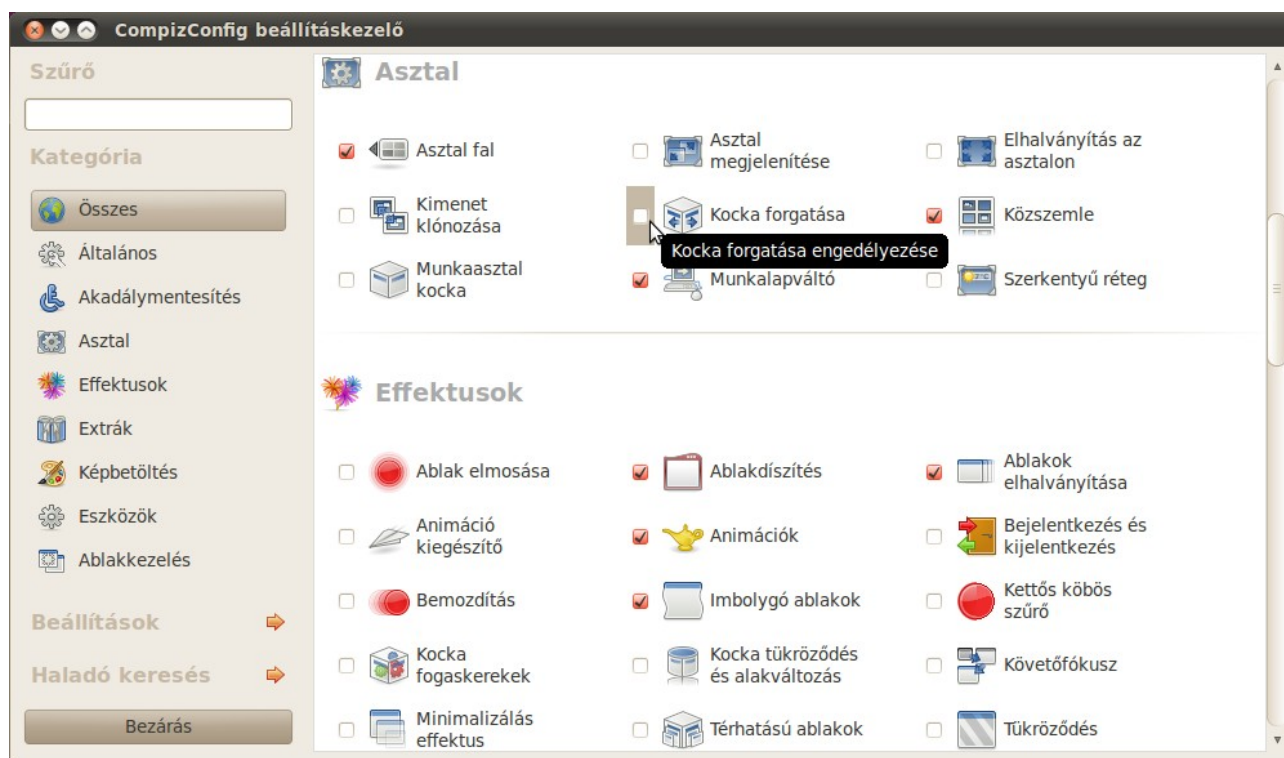 CompizConfig beállításkezelő
Szűrő
Kategória
Összes
Általános
Akadálymentesítés
Asztal
Effektusok
Extrák
Képbetöltés
Eszközök
Ablakkezelés
Beállítások
Haladó keresés
Bezárás
Asztal
Asztal fal
Asztal
megjelenítése
Elhalványítás az
asztalon
Kimenet
klónozása
Kocka forgatása
Közszemle
Kocka forgatása engedélyezése
Munkaasztal
kocka
Munkalapváltó
Szerkentyű réteg
Effektusok
Ablak elmosása
Ablakdíszítés
Ablakok
elhalványítása
Animáció
kiegészítő
Animációk
Bejelentkezés és
kijelentkezés
Bemozdítás
Imbolygó ablakok
Kettős köbös
szűrő
Kocka
fogaskerekek
Kocka tükröződés
és alakváltozás
Követőfókusz
Minimalizálás
effektus
Térhatású ablakok
Tükröződés